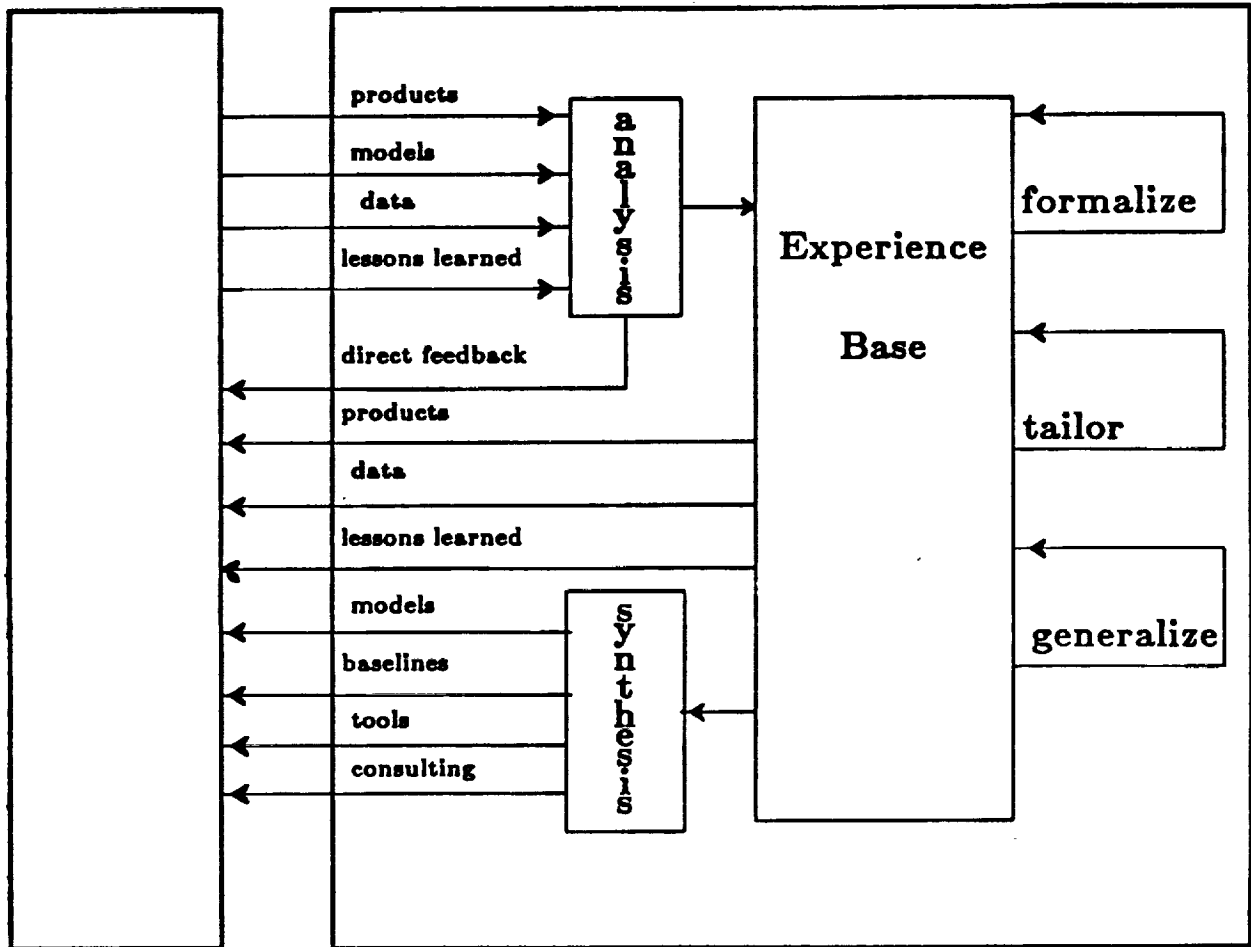 products
models
data
lessons learned
analysis
direct feedback
products
data
lessons learned
models
baselines
tools
consulting
synthesis
Experience
Base
formalize
tailor
generalize